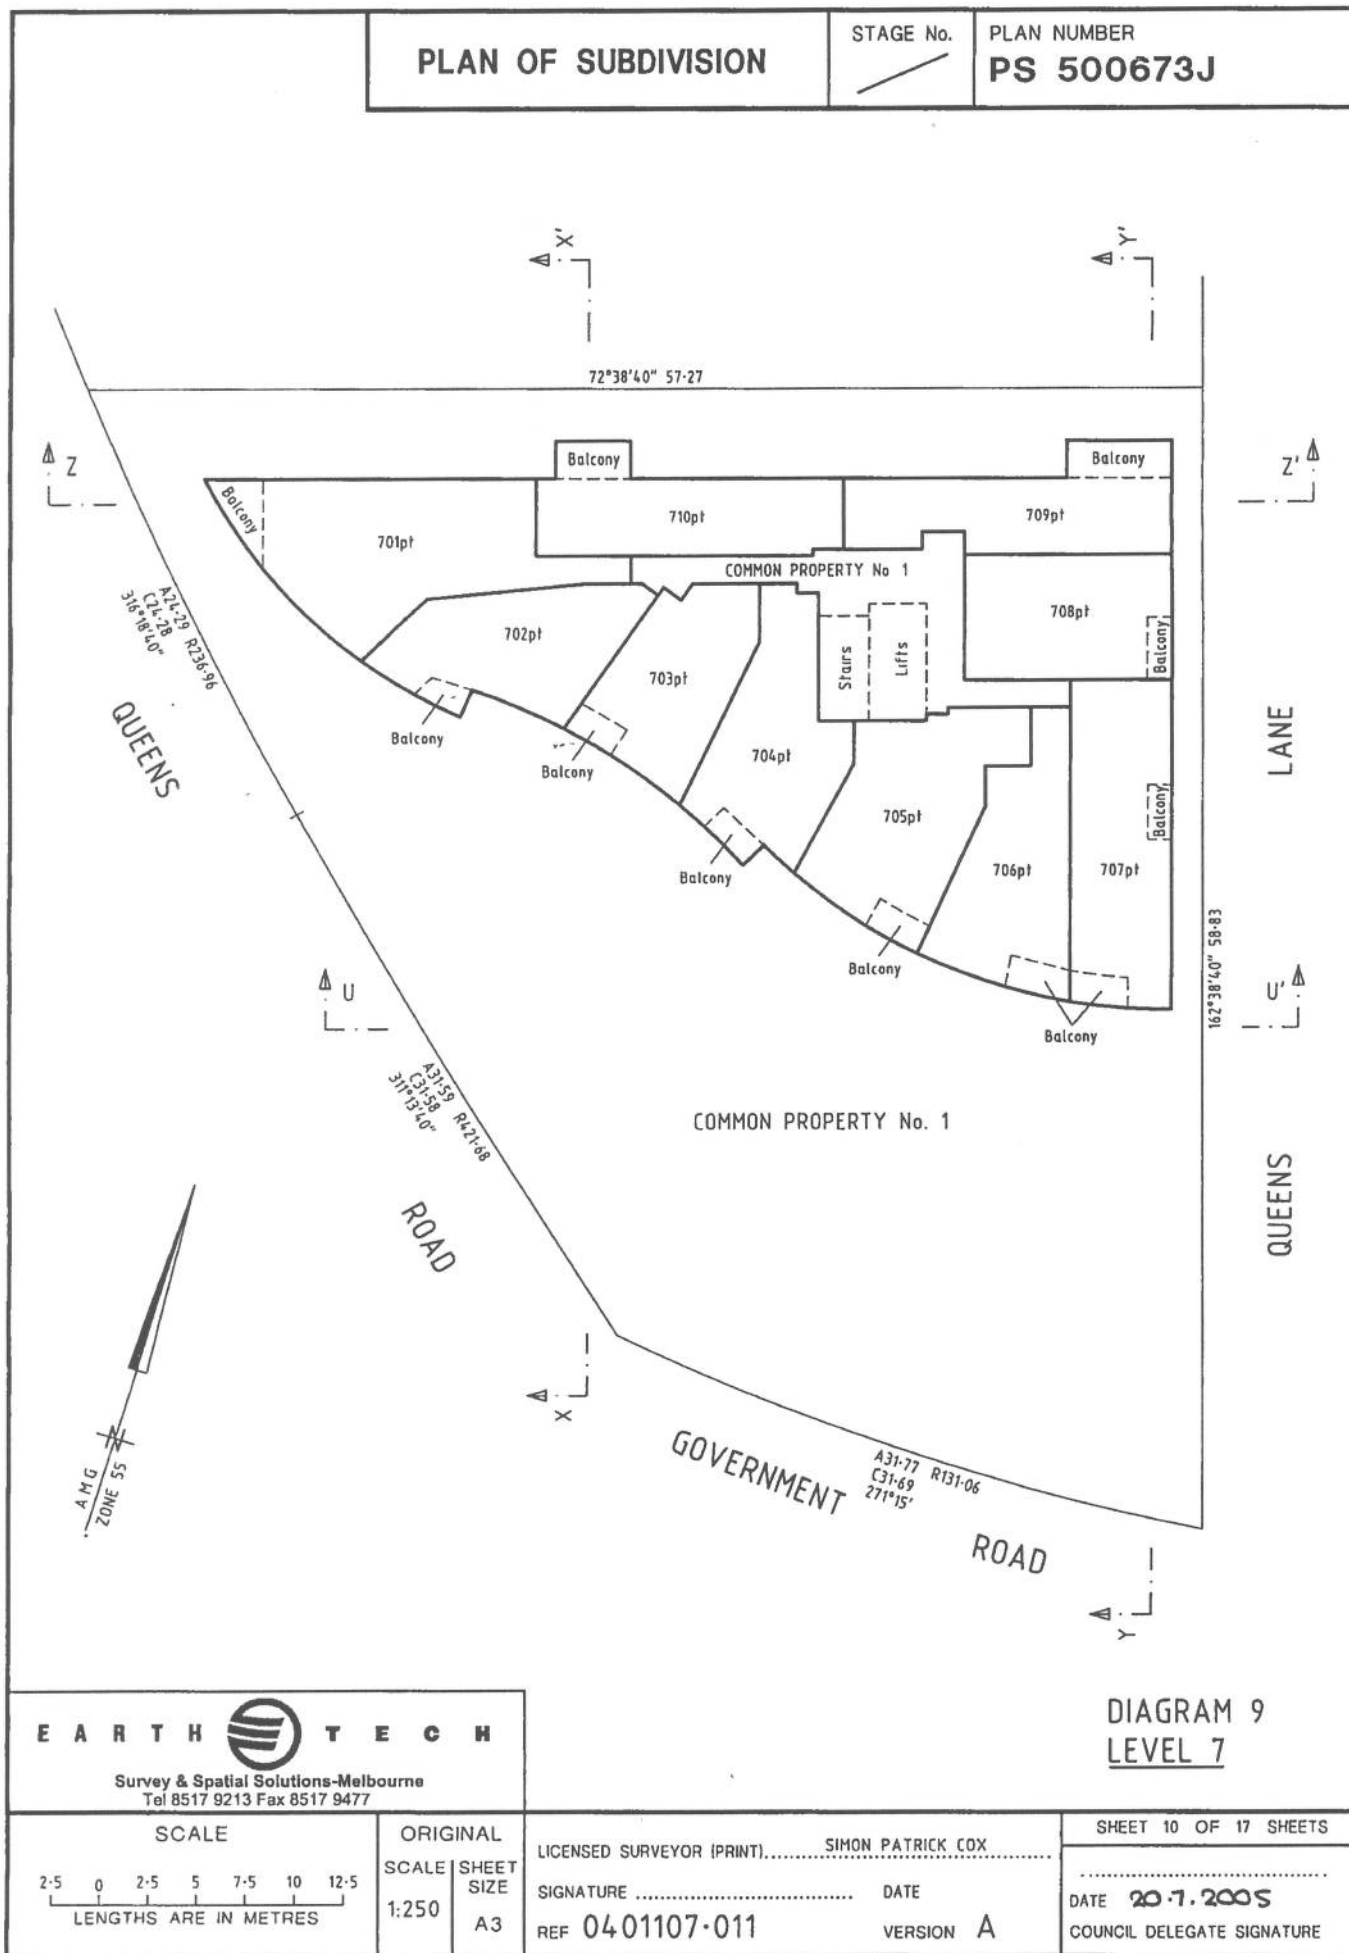 PLAN OF SUBDIVISION
STAGE No.
PLAN NUMBER
PS 500673J
X'
Y'
72°38'40" 57·27
Z
Z'
Balcony
Balcony
Balcony
701pt
710pt
709pt
COMMON PROPERTY No 1
702pt
703pt
Stairs
Lifts
708pt
Balcony
A24·29 R236·96
C24·28
316°18'40"
QUEENS
Balcony
Balcony
704pt
705pt
Balcony
LANE
Balcony
706pt
707pt
Balcony
162°38'40" 58·83
U
U'
Balcony
A31·59 R421·68
C31·58
311°13'40"
COMMON PROPERTY No. 1
ROAD
QUEENS
X
GOVERNMENT
A31·77 R131·06
C31·69
271°15'
ROAD
N
AMG
ZONE 55
Y
DIAGRAM 9
LEVEL 7
EARTH TECH
Survey & Spatial Solutions-Melbourne
Tel 8517 9213 Fax 8517 9477
SCALE
2·5 0 2·5 5 7·5 10 12·5
LENGTHS ARE IN METRES
ORIGINAL
SCALE
1:250
SHEET
SIZE
A3
LICENSED SURVEYOR (PRINT) SIMON PATRICK COX
SIGNATURE DATE
REF 0401107·011 VERSION A
SHEET 10 OF 17 SHEETS
DATE 20.7.2005
COUNCIL DELEGATE SIGNATURE